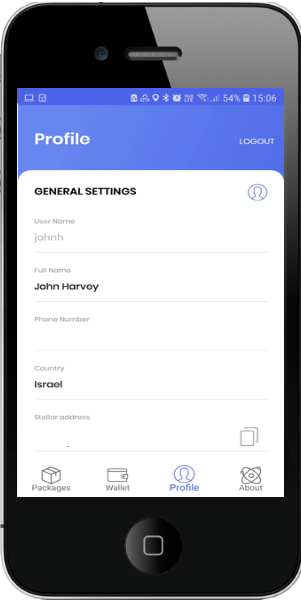 54% 15:06
Profile
LOGOUT
GENERAL SETTINGS
User Name
johnh
Full Name
John Harvey
Phone Number
Country
Israel
Stellar address
-
Packages Wallet Profile About